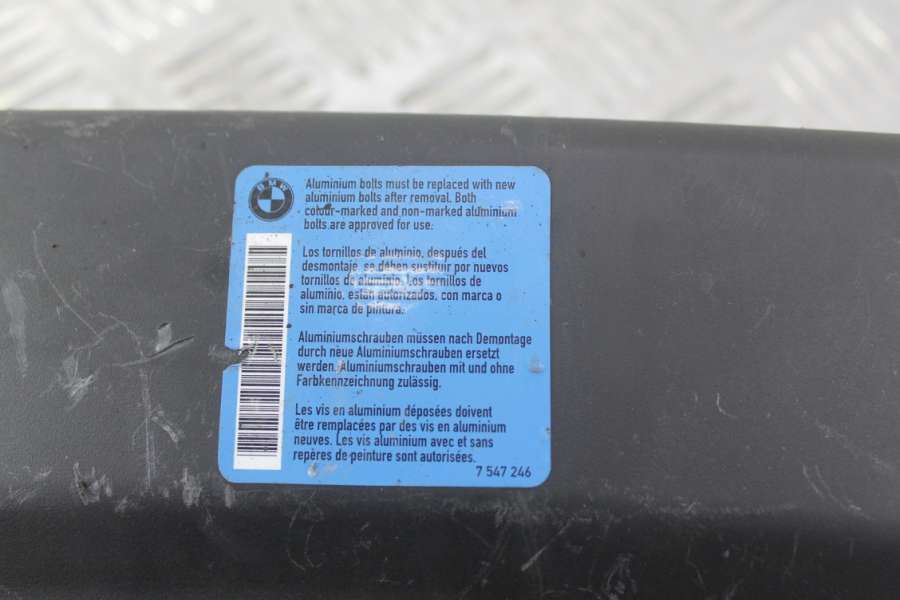 BMW
Aluminium bolts must be replaced with new
aluminium bolts after removal. Both
colour-marked and non-marked aluminium
bolts are approved for use.
Los tornillos de aluminio, después del
desmontaje, se deben sustituir por nuevos
tornillos de aluminio. Los tornillos de
aluminio, están autorizados, con marca o
sin marca de pintura.
Aluminiumschrauben müssen nach Demontage
durch neue Aluminiumschrauben ersetzt
werden. Aluminiumschrauben mit und ohne
Farbkennzeichnung zulässig.
Les vis en aluminium déposées doivent
être remplacées par des vis en aluminium
neuves. Les vis aluminium avec et sans
repères de peinture sont autorisées.
7 547 246